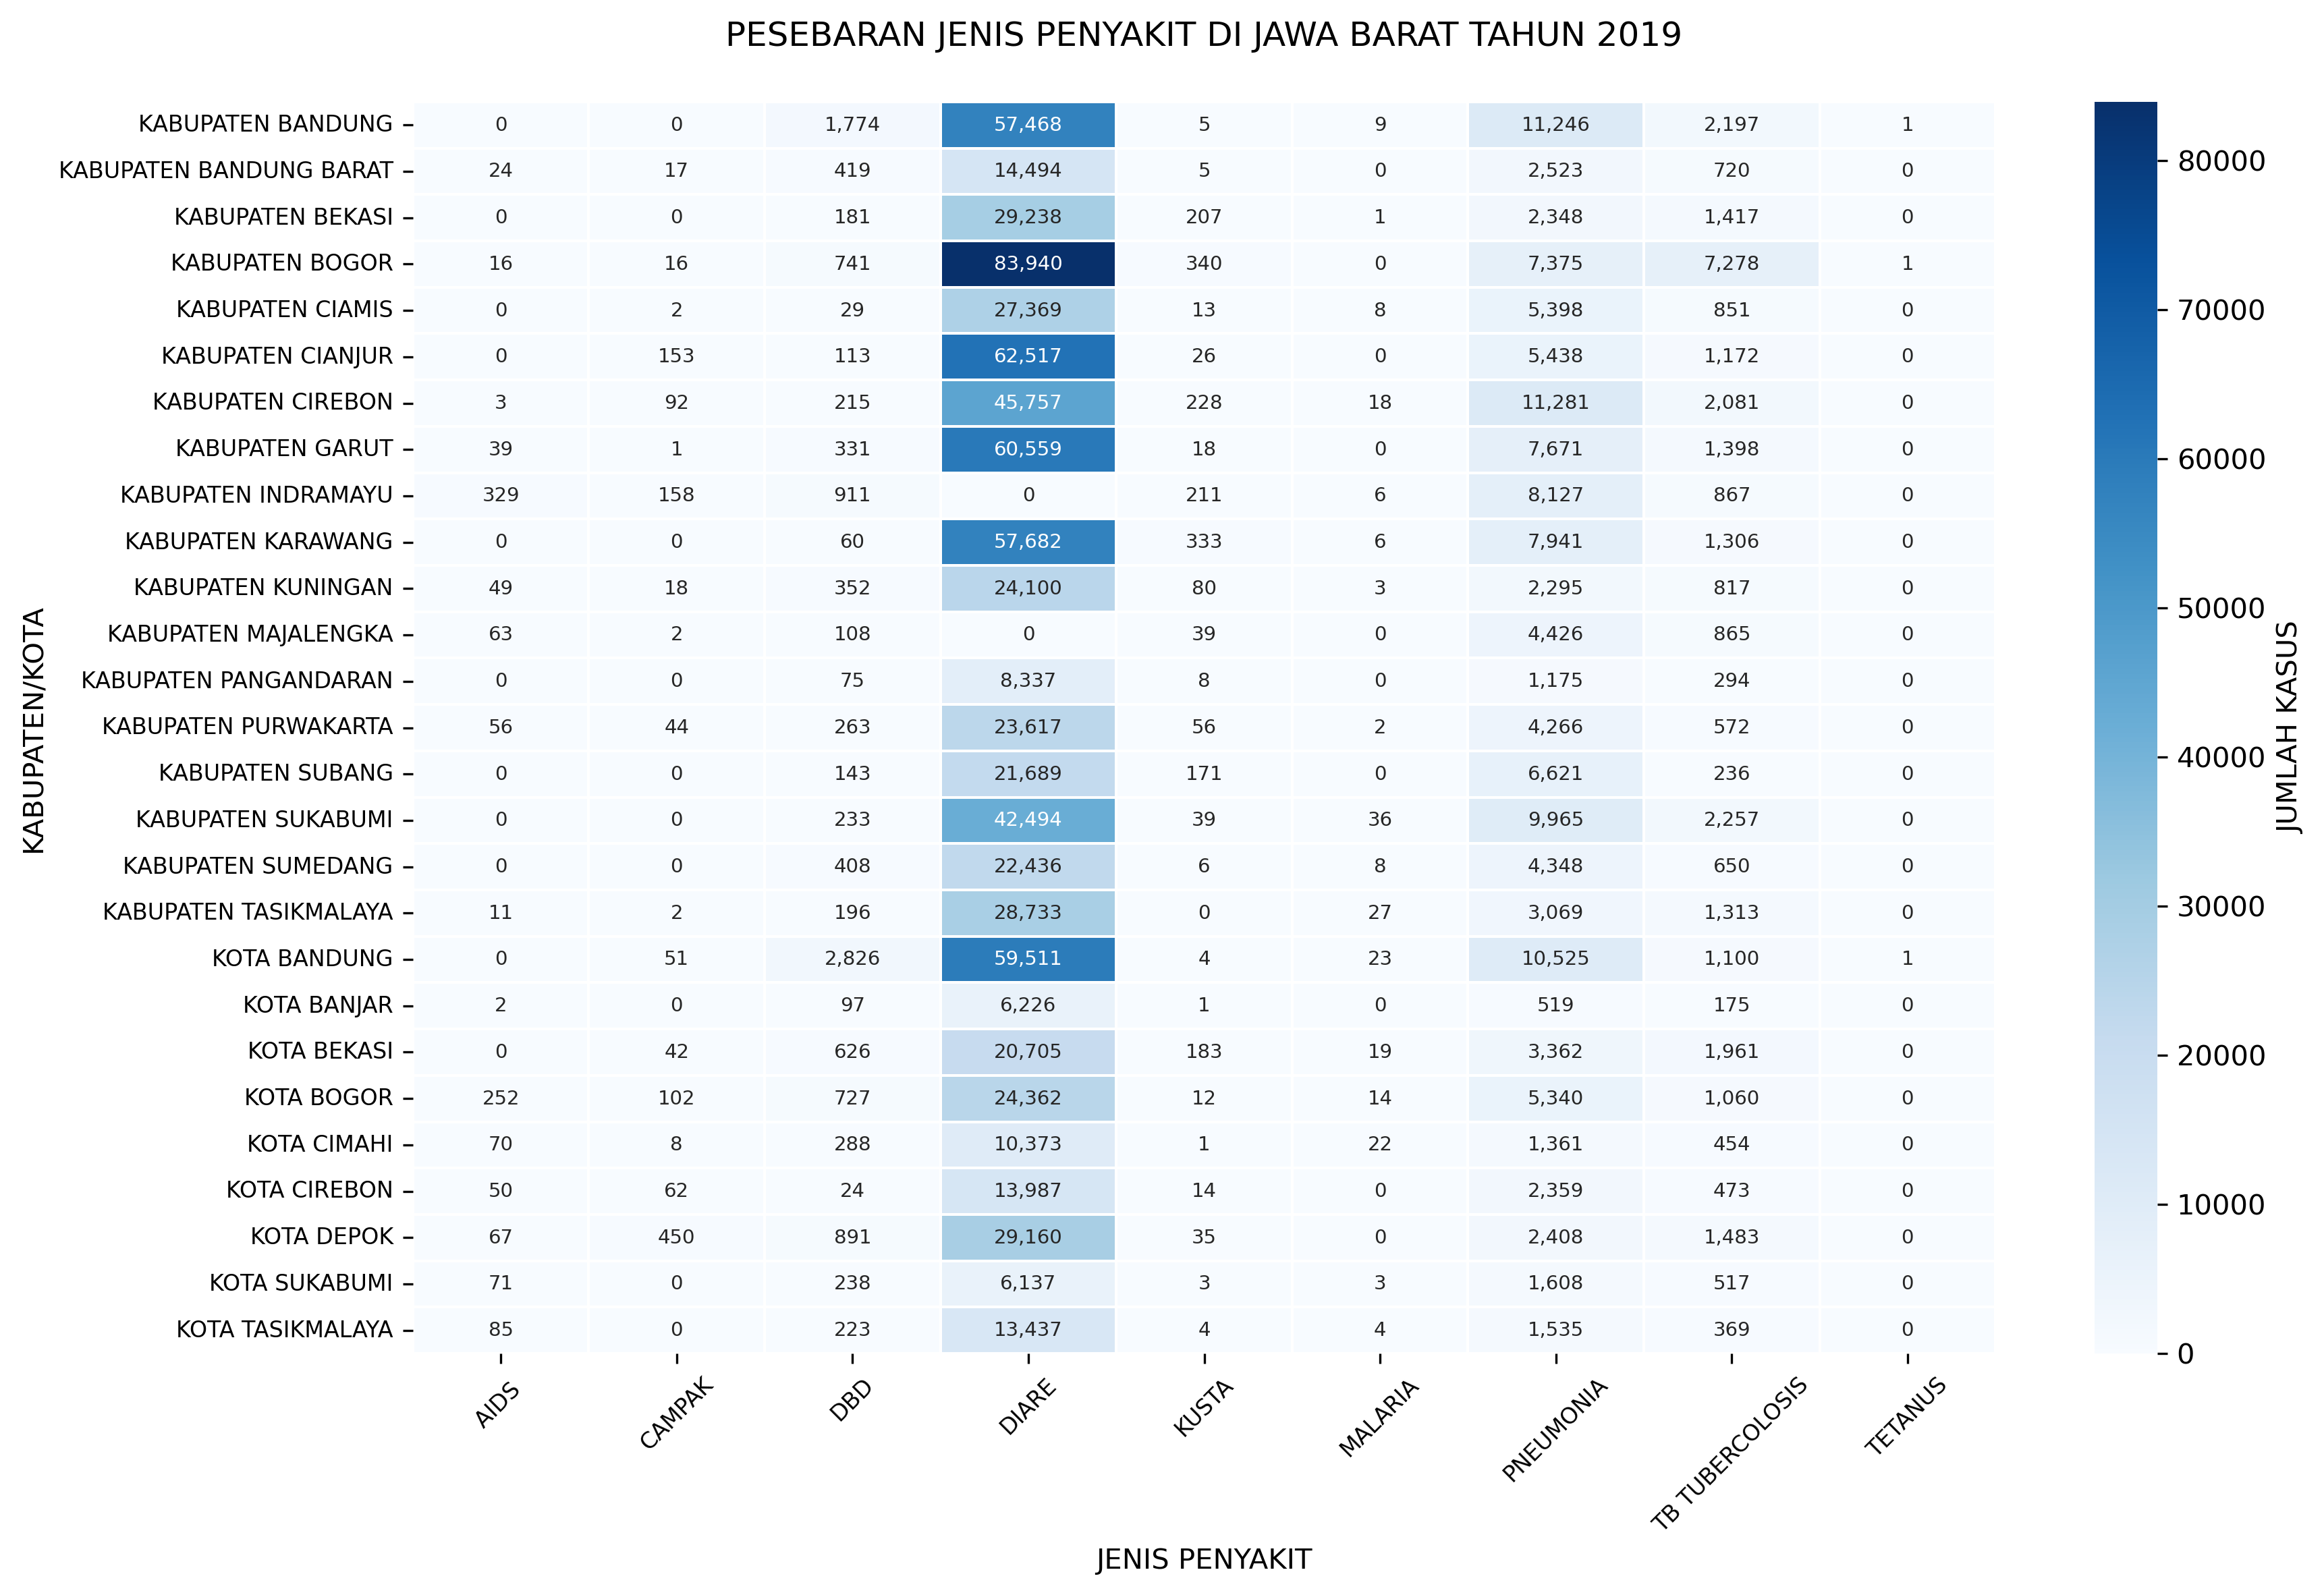 PESEBARAN JENIS PENYAKIT DI JAWA BARAT TAHUN 2019
KABUPATEN/KOTA
KABUPATEN BANDUNG 0 0 1,774 57,468 5 9 11,246 2,197 1
KABUPATEN BANDUNG BARAT 24 17 419 14,494 5 0 2,523 720 0
KABUPATEN BEKASI 0 0 181 29,238 207 1 2,348 1,417 0
KABUPATEN BOGOR 16 16 741 83,940 340 0 7,375 7,278 1
KABUPATEN CIAMIS 0 2 29 27,369 13 8 5,398 851 0
KABUPATEN CIANJUR 0 153 113 62,517 26 0 5,438 1,172 0
KABUPATEN CIREBON 3 92 215 45,757 228 18 11,281 2,081 0
KABUPATEN GARUT 39 1 331 60,559 18 0 7,671 1,398 0
KABUPATEN INDRAMAYU 329 158 911 0 211 6 8,127 867 0
KABUPATEN KARAWANG 0 0 60 57,682 333 6 7,941 1,306 0
KABUPATEN KUNINGAN 49 18 352 24,100 80 3 2,295 817 0
KABUPATEN MAJALENGKA 63 2 108 0 39 0 4,426 865 0
KABUPATEN PANGANDARAN 0 0 75 8,337 8 0 1,175 294 0
KABUPATEN PURWAKARTA 56 44 263 23,617 56 2 4,266 572 0
KABUPATEN SUBANG 0 0 143 21,689 171 0 6,621 236 0
KABUPATEN SUKABUMI 0 0 233 42,494 39 36 9,965 2,257 0
KABUPATEN SUMEDANG 0 0 408 22,436 6 8 4,348 650 0
KABUPATEN TASIKMALAYA 11 2 196 28,733 0 27 3,069 1,313 0
KOTA BANDUNG 0 51 2,826 59,511 4 23 10,525 1,100 1
KOTA BANJAR 2 0 97 6,226 1 0 519 175 0
KOTA BEKASI 0 42 626 20,705 183 19 3,362 1,961 0
KOTA BOGOR 252 102 727 24,362 12 14 5,340 1,060 0
KOTA CIMAHI 70 8 288 10,373 1 22 1,361 454 0
KOTA CIREBON 50 62 24 13,987 14 0 2,359 473 0
KOTA DEPOK 67 450 891 29,160 35 0 2,408 1,483 0
KOTA SUKABUMI 71 0 238 6,137 3 3 1,608 517 0
KOTA TASIKMALAYA 85 0 223 13,437 4 4 1,535 369 0
AIDS CAMPAK DBD DIARE KUSTA MALARIA PNEUMONIA TB TUBERCOLOSIS TETANUS
JENIS PENYAKIT
80000
70000
60000
50000
40000
30000
20000
10000
0
JUMLAH KASUS